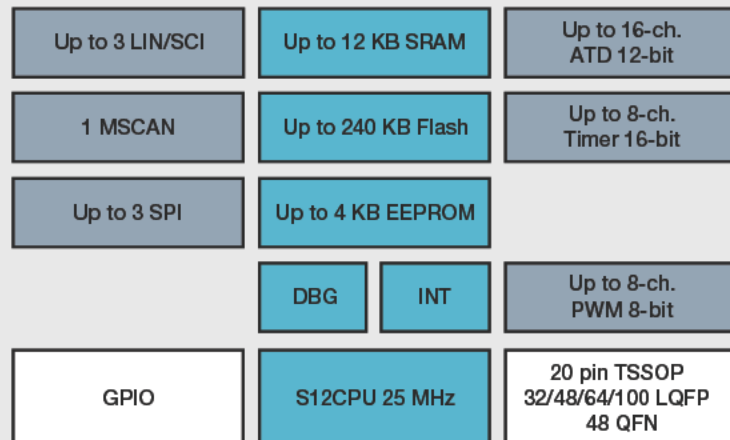 Up to 3 LIN/SCI
Up to 12 KB SRAM
Up to 16-ch.
ATD 12-bit
1 MSCAN
Up to 240 KB Flash
Up to 8-ch.
Timer 16-bit
Up to 3 SPI
Up to 4 KB EEPROM
DBG
INT
Up to 8-ch.
PWM 8-bit
GPIO
S12CPU 25 MHz
20 pin TSSOP
32/48/64/100 LQFP
48 QFN